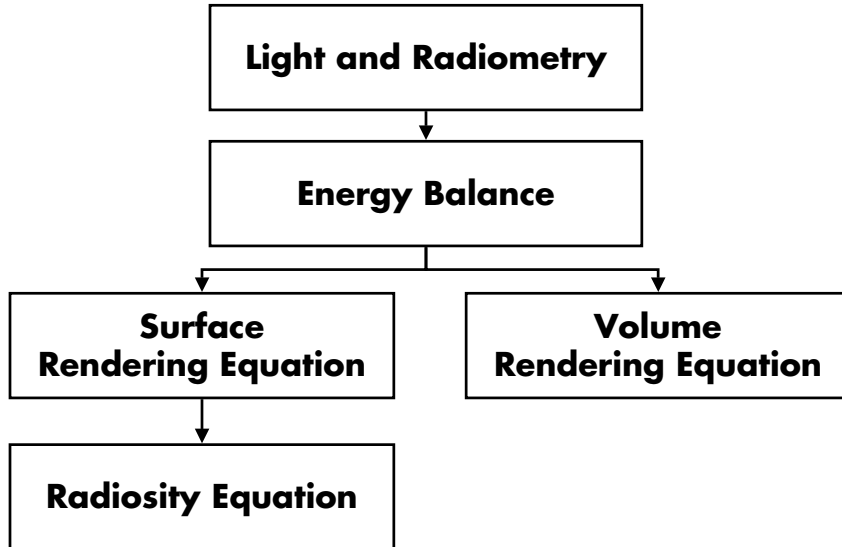 Light and Radiometry
Energy Balance
Surface
Rendering Equation
Volume
Rendering Equation
Radiosity Equation